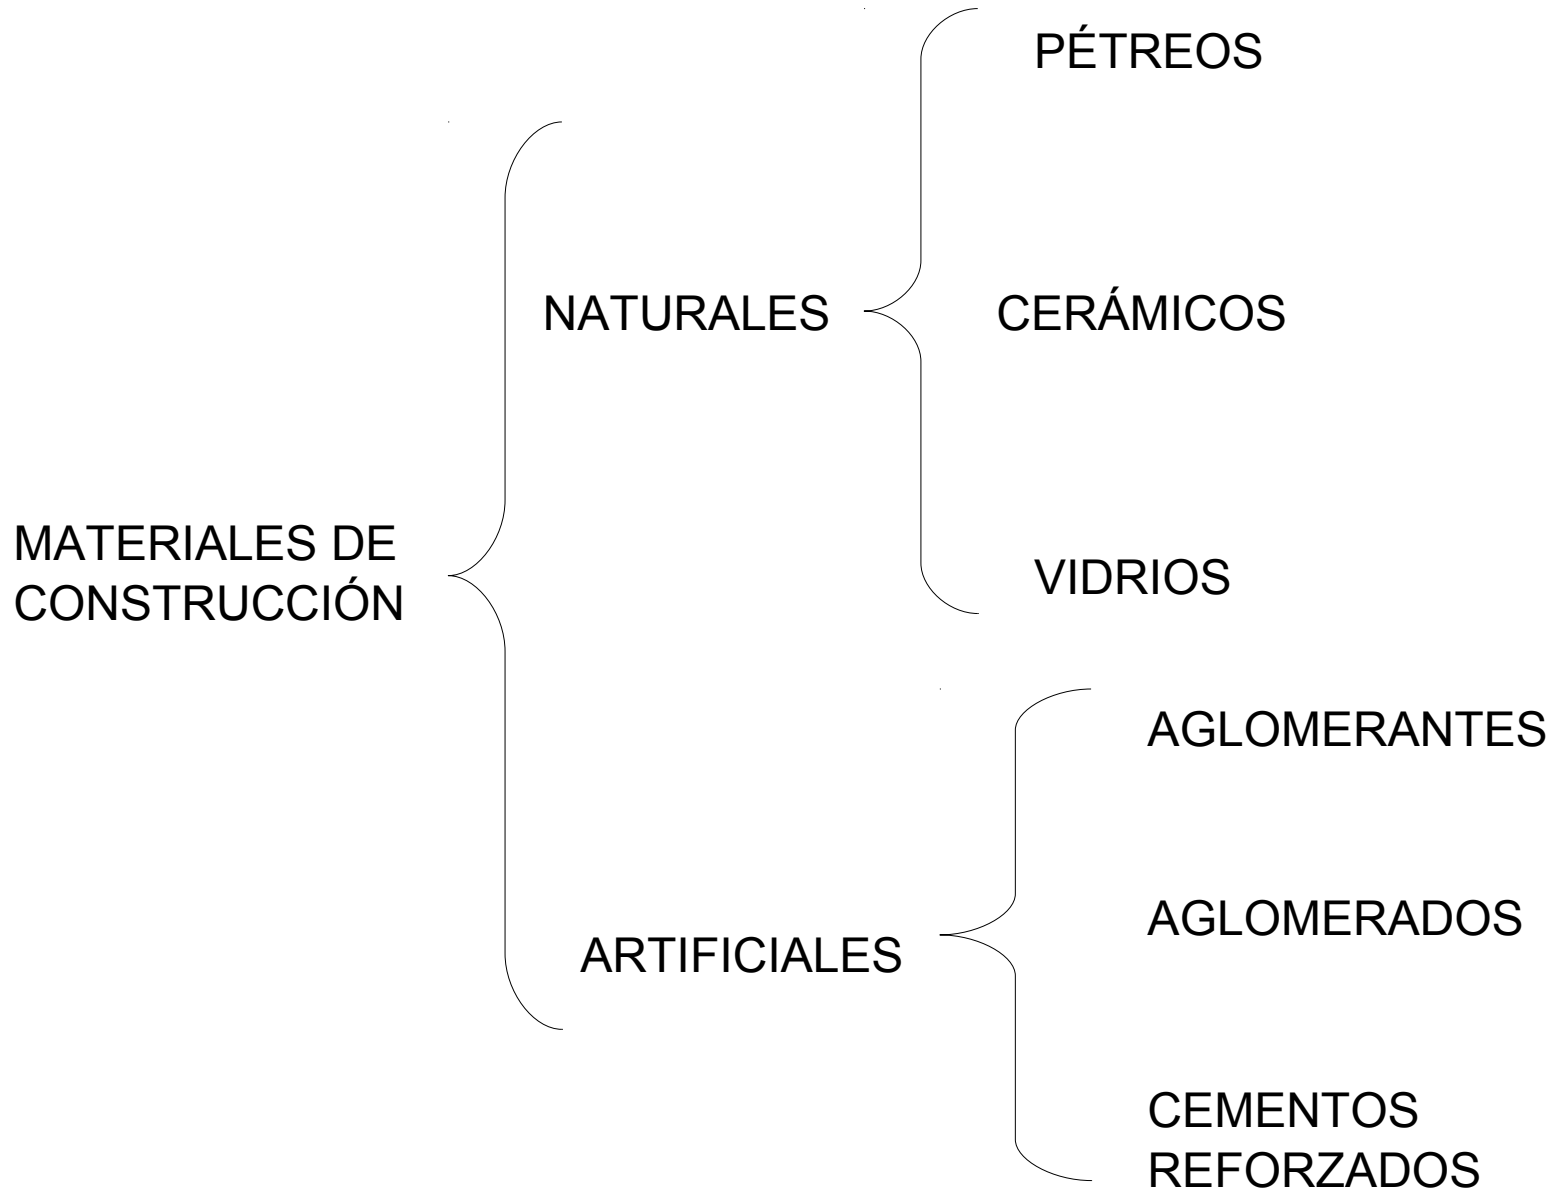 PÉTREOS
NATURALES
CERÁMICOS
MATERIALES DE
CONSTRUCCIÓN
VIDRIOS
AGLOMERANTES
ARTIFICIALES
AGLOMERADOS
CEMENTOS
REFORZADOS